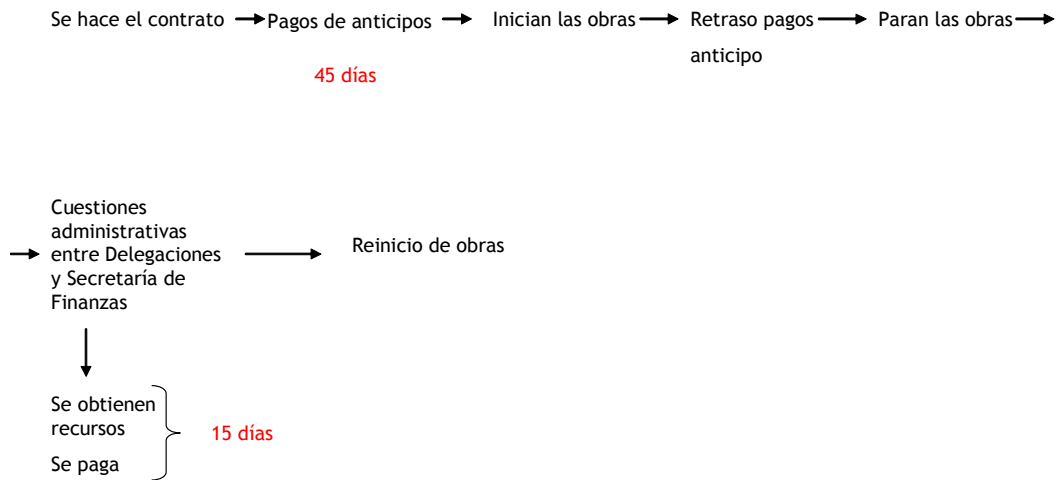 Se hace el contrato
Pagos de anticipos
45 días
Inician las obras
Retraso pagos
anticipo
Paran las obras
Cuestiones
administrativas
entre Delegaciones
y Secretaría de
Finanzas
Reinicio de obras
Se obtienen
recursos
Se paga
15 días